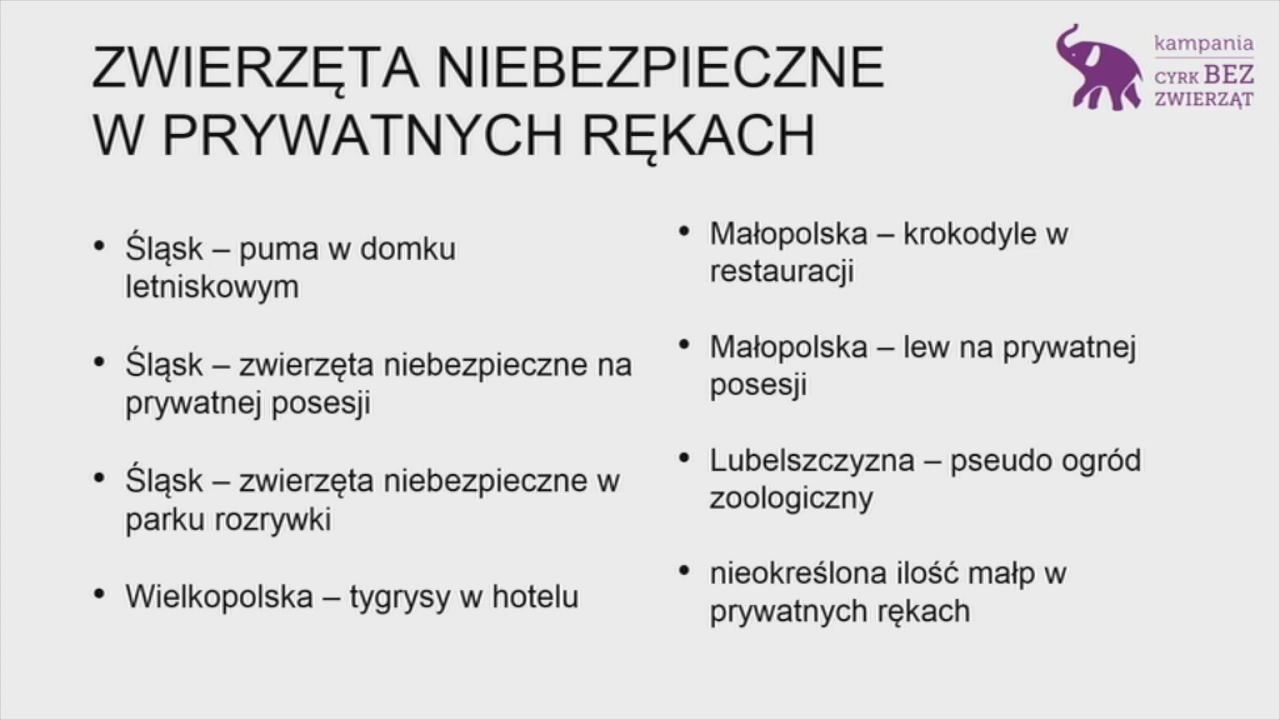 ZWIERZĘTA NIEBEZPIECZNE
W PRYWATNYCH RĘKACH
kampania
CYRK BEZ
ZWIERZĄT
• Śląsk – puma w domku
letniskowym
• Śląsk – zwierzęta niebezpieczne na
prywatnej posesji
• Śląsk – zwierzęta niebezpieczne w
parku rozrywki
• Wielkopolska – tygrysy w hotelu
• Małopolska – krokodyle w
restauracji
• Małopolska – lew na prywatnej
posesji
• Lubelszczyzna – pseudo ogród
zoologiczny
• nieokreślona ilość małp w
prywatnych rękach